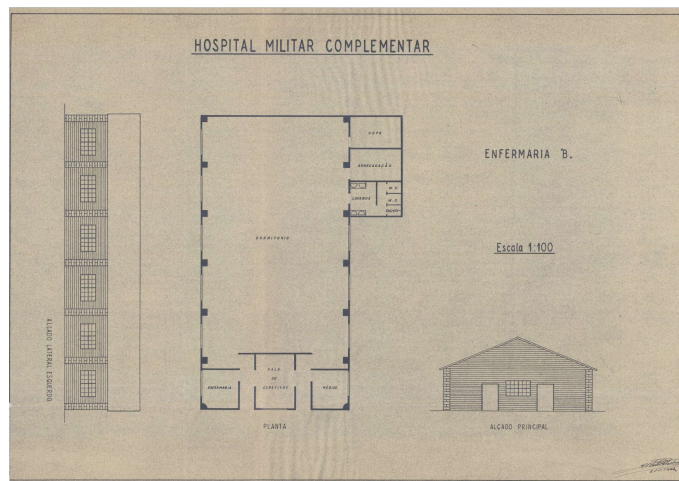 HOSPITAL MILITAR COMPLEMENTAR
COPA
ARRECADAÇÃO
ENFERMARIA B.
W.C
LAVABOS
W.C
DORMITORIO
Escala 1:100
ALÇADO LATERAL ESQUERDO
SALA
DE
ENFERMARIA
MÉDICO
PLANTA
ALÇADO PRINCIPAL